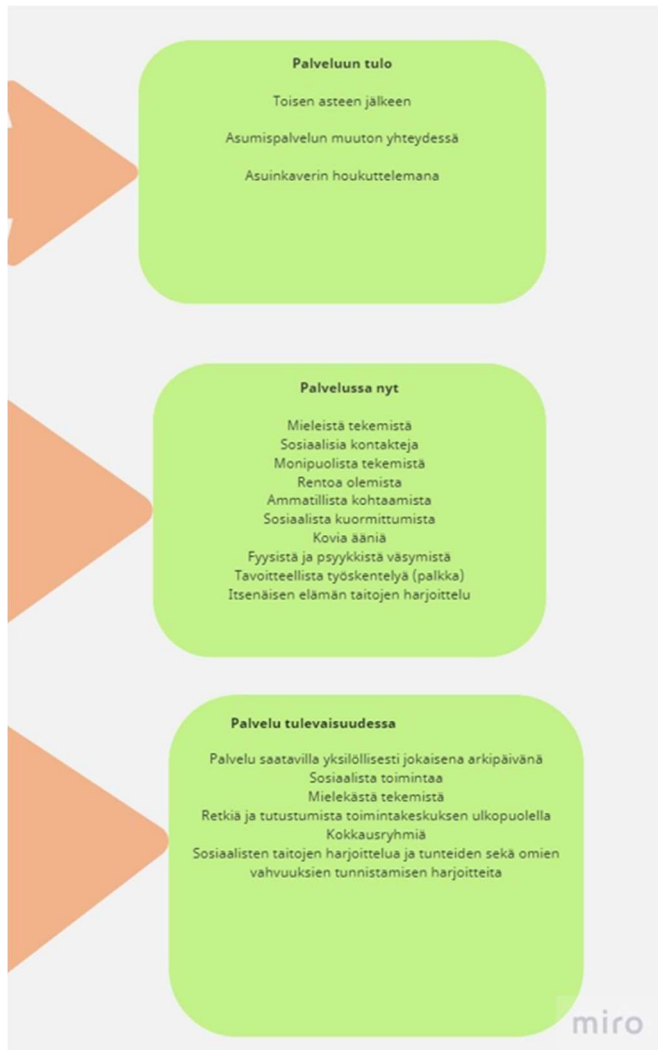 Palveluun tulo
Toisen asteen jälkeen
Asumispalvelun muuton yhteydessä
Asuinkaverin houkuttelemana
Palvelussa nyt
Mieleistä tekemistä
Sosiaalisia kontakteja
Monipuolista tekemistä
Rentoa olemista
Ammatillista kohtaamista
Sosiaalista kuormittumista
Kovia ääniä
Fyysistä ja psyykkistä väsymistä
Tavoitteellista työskentelyä (palkka)
Itsenäisen elämän taitojen harjoittelu
Palvelu tulevaisuudessa
Palvelu saatavilla yksilöllisesti jokaisena arkipäivänä
Sosiaalista toimintaa
Mielekästä tekemistä
Retkiä ja tutustumista toimintakeskuksen ulkopuolella
Kokkausryhmiä
Sosiaalisten taitojen harjoittelua ja tunteiden sekä omien
vahvuuksien tunnistamisen harjoitteita
miro